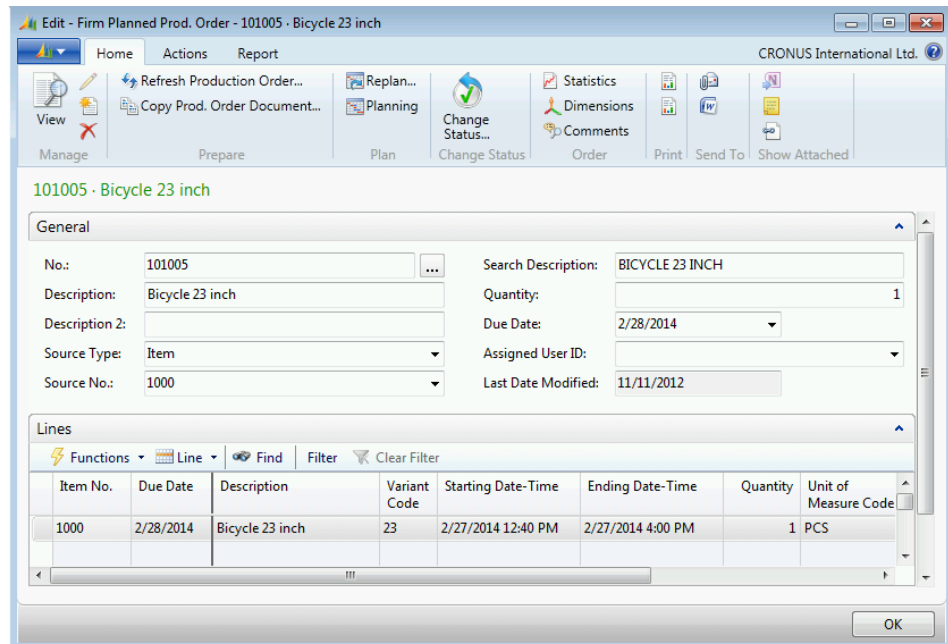 Edit - Firm Planned Prod. Order - 101005 · Bicycle 23 inch
Home Actions Report CRONUS International Ltd.
View
Refresh Production Order...
Copy Prod. Order Document...
Replan...
Planning
Change Status...
Statistics
Dimensions
Comments
Manage Prepare Plan Change Status Order Print Send To Show Attached
101005 · Bicycle 23 inch
General
No.: 101005 ... Search Description: BICYCLE 23 INCH
Description: Bicycle 23 inch Quantity: 1
Description 2: Due Date: 2/28/2014
Source Type: Item Assigned User ID:
Source No.: 1000 Last Date Modified: 11/11/2012
Lines
Functions Line Find Filter Clear Filter
Item No. Due Date Description Variant Code Starting Date-Time Ending Date-Time Quantity Unit of Measure Code
1000 2/28/2014 Bicycle 23 inch 23 2/27/2014 12:40 PM 2/27/2014 4:00 PM 1 PCS
OK